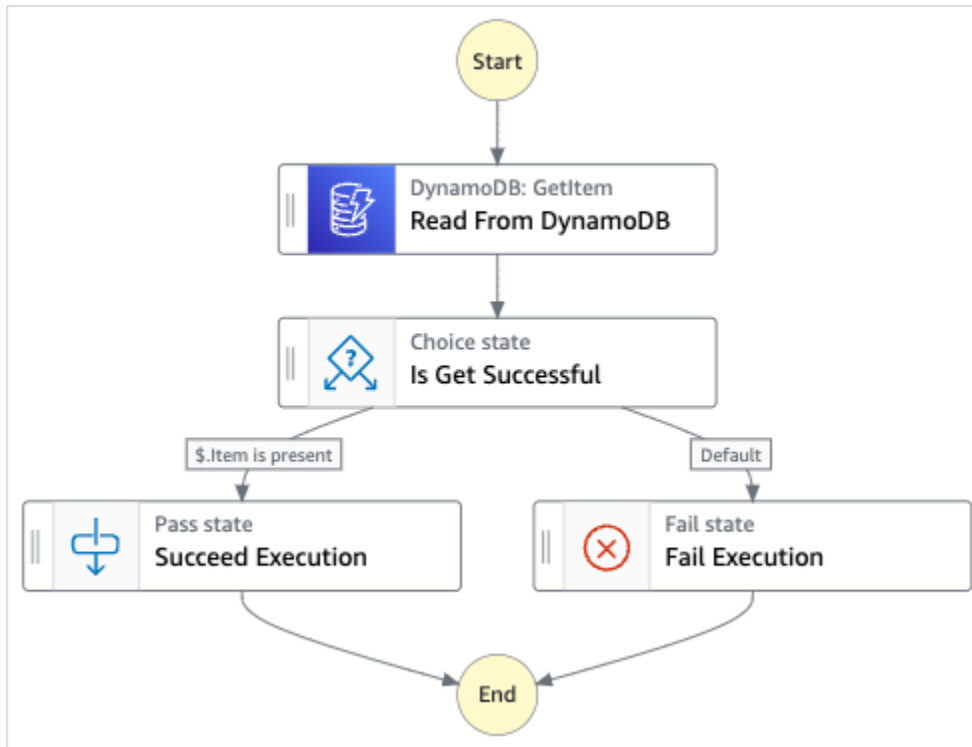 Start
DynamoDB: GetItem
Read From DynamoDB
?
Choice state
Is Get Successful
$.Item is present
Default
Pass state
Succeed Execution
Fail state
Fail Execution
End